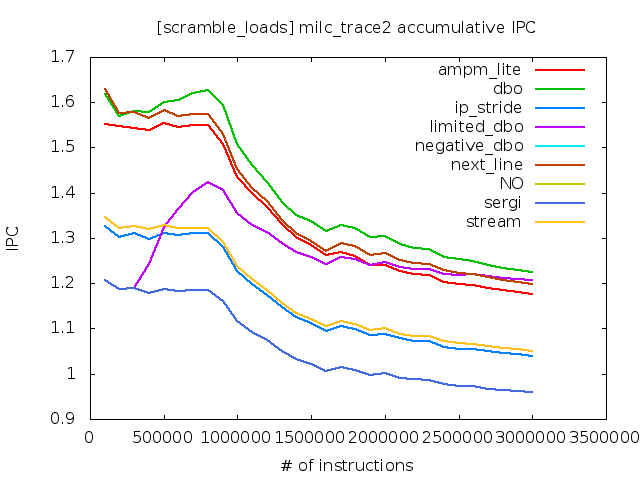 [scramble_loads] milc_trace2 accumulative IPC
1.7
1.6
1.5
1.4
1.3
1.2
1.1
1
0.9
IPC
ampm_lite
dbo
ip_stride
limited_dbo
negative_dbo
next_line
NO
sergi
stream
0 500000 1000000 1500000 2000000 2500000 3000000 3500000
# of instructions